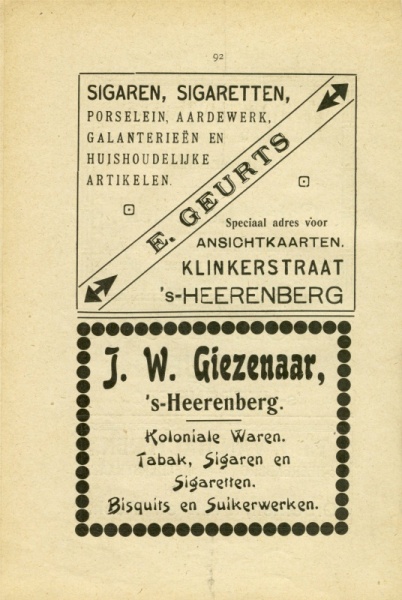 92
SIGAREN, SIGARETTEN,
PORSELEIN, AARDEWERK,
GALANTERIEËN EN
HUISHOUDELIJKE
ARTIKELEN.
E. GEURTS
Speciaal adres voor
ANSICHTKAARTEN.
KLINKERSTRAAT
's-HEERENBERG
J. W. Giezenaar,
's-Heerenberg.
Koloniale Waren.
Tabak, Sigaren en
Sigaretten.
Bisquits en Suikerwerken.